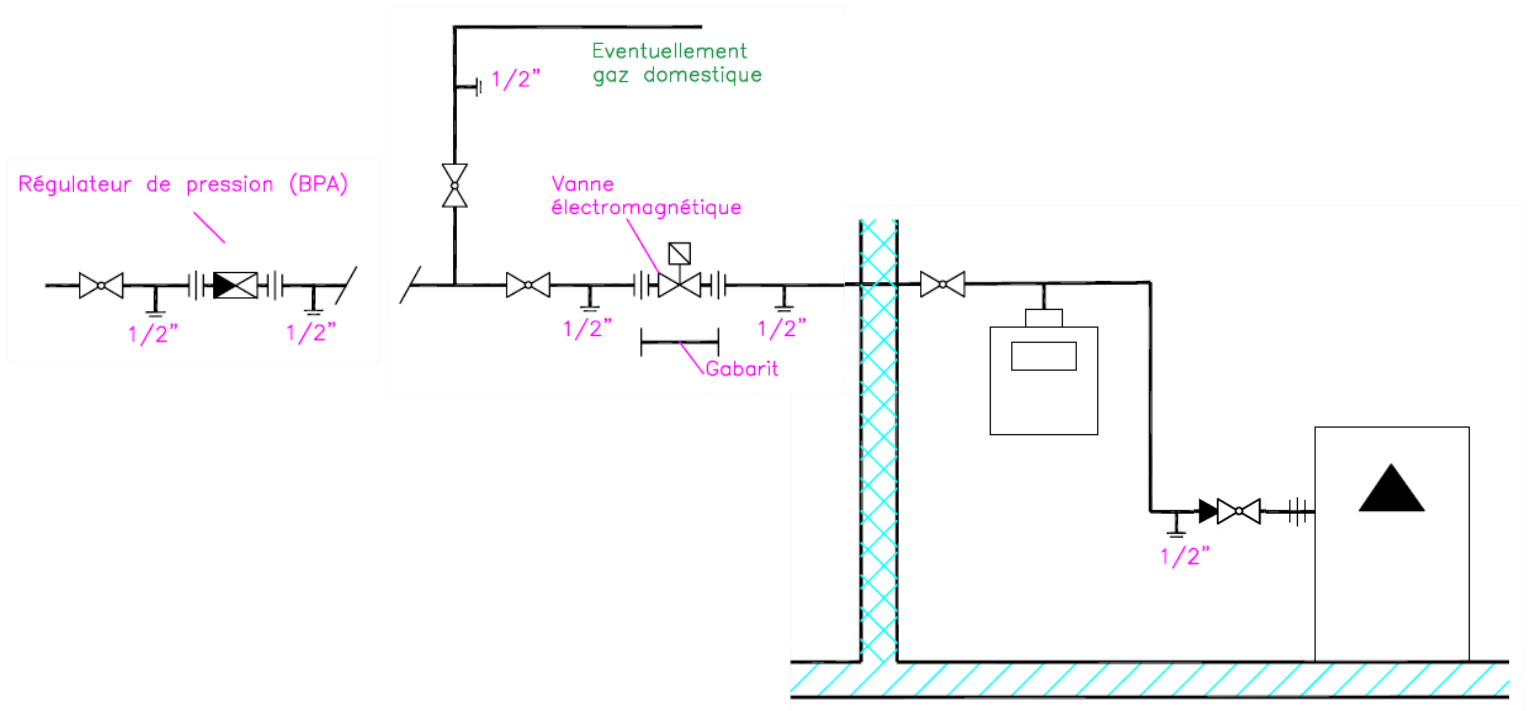 Eventuellement
gaz domestique
1/2"
Régulateur de pression (BPA)
Vanne
électromagnétique
1/2"
1/2"
1/2"
1/2"
Gabarit
1/2"